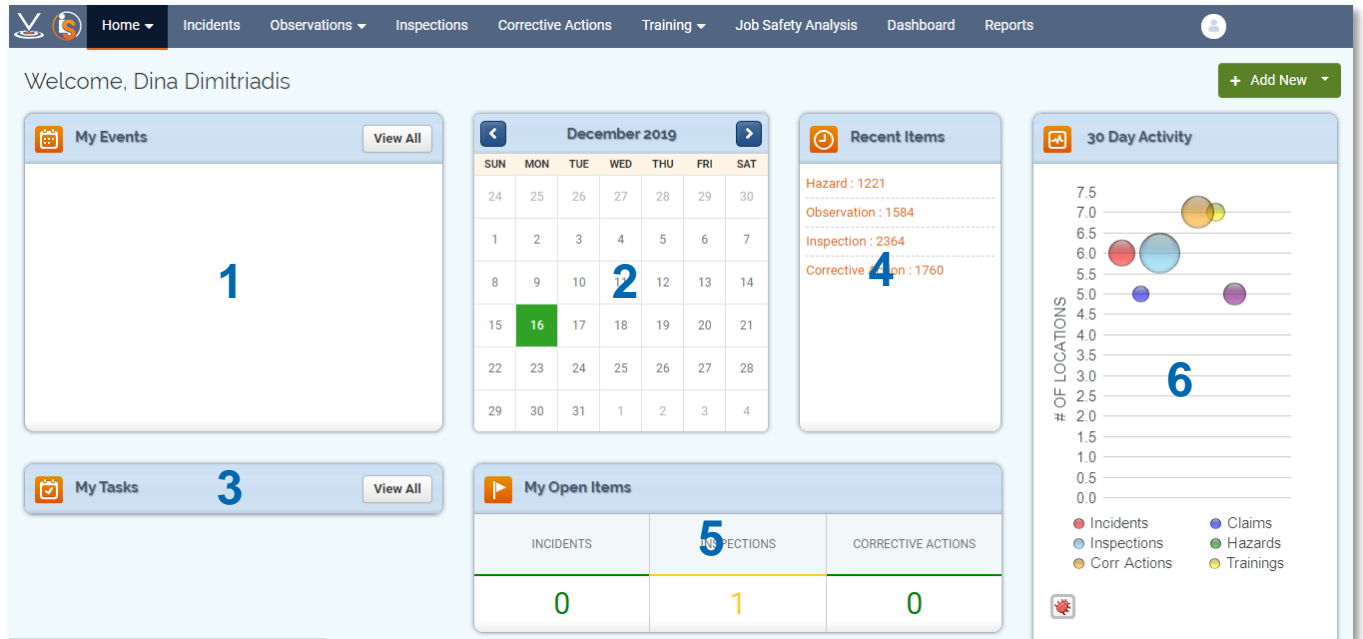 Home Incidents Observations Inspections Corrective Actions Training Job Safety Analysis Dashboard Reports
Welcome, Dina Dimitriadis
+ Add New
My Events View All
1
December 2019
SUN MON TUE WED THU FRI SAT
24 25 26 27 28 29 30
1 2 3 4 5 6 7
8 9 10 11 12 13 14
15 16 17 18 19 20 21
22 23 24 25 26 27 28
29 30 31 1 2 3 4
2
Recent Items
Hazard : 1221
Observation : 1584
Inspection : 2364
Corrective Action : 1760
4
30 Day Activity
# OF LOCATIONS
7.5
7.0
6.5
6.0
5.5
5.0
4.5
4.0
3.5
3.0
2.5
2.0
1.5
1.0
0.5
0.0
6
Incidents Claims
Inspections Hazards
Corr Actions Trainings
My Tasks View All
3
My Open Items
INCIDENTS INSPECTIONS CORRECTIVE ACTIONS
5
0 1 0